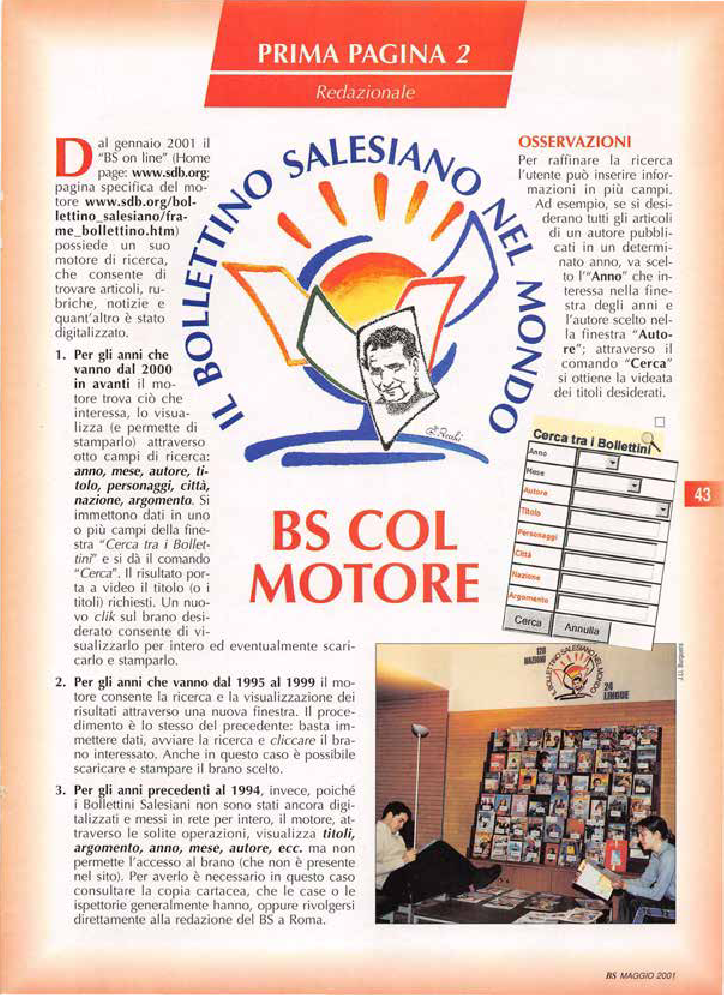 PRIMA PAGINA 2
Redazionale
Dal gennaio 2001 il
“BS on line” (Home
page: www.sdb.org:
pagina specifica del mo-
tore www.sdb.org/bol-
lettino_salesiano/fra-
me_bollettino.htm)
possiede un suo
motore di ricerca,
che consente di
trovare articoli, ru-
briche, notizie e
quant’altro è stato
digitalizzato.
1. Per gli anni che
vanno dal 2000
in avanti il mo-
tore trova ciò che
interessa, lo visua-
lizza (e permette di
stamparlo) attraverso
otto campi di ricerca:
anno, mese, autore, ti-
tolo, personaggi, città,
nazione, argomento. Si
immettono dati in uno
o più campi della fine-
stra “Cerca tra i Bollet-
tini” e si dà il comando
“Cerca”. Il risultato por-
ta a video il titolo (o i
titoli) richiesti. Un nuo-
vo clik sul brano desi-
derato consente di vi-
sualizzarlo per intero ed eventualmente scari-
carlo e stamparlo.
2. Per gli anni che vanno dal 1995 al 1999 il mo-
tore consente la ricerca e la visualizzazione dei
risultati attraverso una nuova finestra. Il proce-
dimento è lo stesso del precedente: basta im-
mettere dati, avviare la ricerca e cliccare il bra-
no interessato. Anche in questo caso è possibile
scaricare e stampare il brano scelto.
3. Per gli anni precedenti al 1994, invece, poiché
i Bollettini Salesiani non sono stati ancora digi-
talizzati e messi in rete per intero, il motore, at-
traverso le solite operazioni, visualizza titoli,
argomento, anno, mese, autore, ecc. ma non
permette l’accesso al brano (che non è presente
nel sito). Per averlo è necessario in questo caso
consultare la copia cartacea, che le case o le
ispettorie generalmente hanno, oppure rivolgersi
direttamente alla redazione del BS a Roma.
IL BOLLETTINO SALESIANO NEL MONDO
BS COL
MOTORE
OSSERVAZIONI
Per raffinare la ricerca
l’utente può inserire infor-
mazioni in più campi.
Ad esempio, se si desi-
derano tutti gli articoli
di un autore pubbli-
cati in un determi-
nato anno, va scel-
to l’“Anno” che in-
teressa nella fine-
stra degli anni e
l’autore scelto nel-
la finestra “Auto-
re”; attraverso il
comando “Cerca”
si ottiene la videata
dei titoli desiderati.
Cerca tra i Bollettini
Anno
Mese
Autore
Titolo
Personaggi
Città
Nazione
Argomento
Cerca
Annulla
43
NAZIONI
IL BOLLETTINO SALESIANO NEL MONDO
24
LINGUE
BS MAGGIO 2001